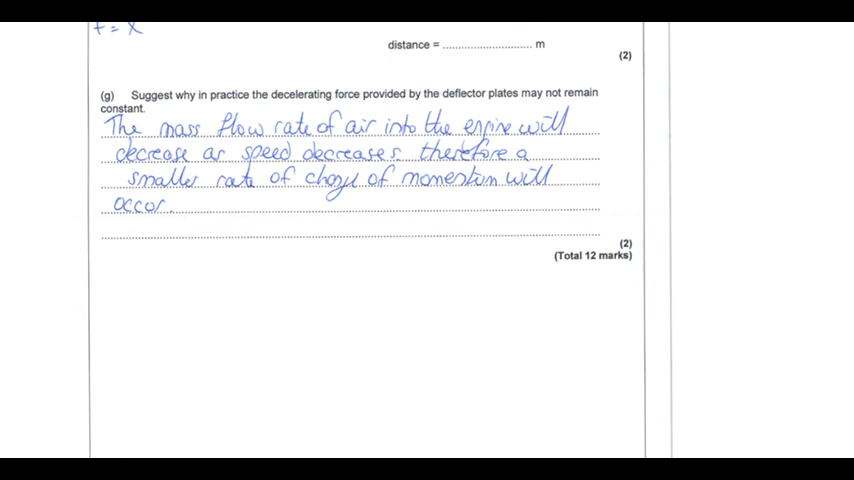 t = x
distance = .............................. m
(2)
(g) Suggest why in practice the decelerating force provided by the deflector plates may not remain
constant.
The mass flow rate of air into the engine will
decrease as speed decreases. therefore a
smaller rate of change of momentum will
occor.
(2)
(Total 12 marks)